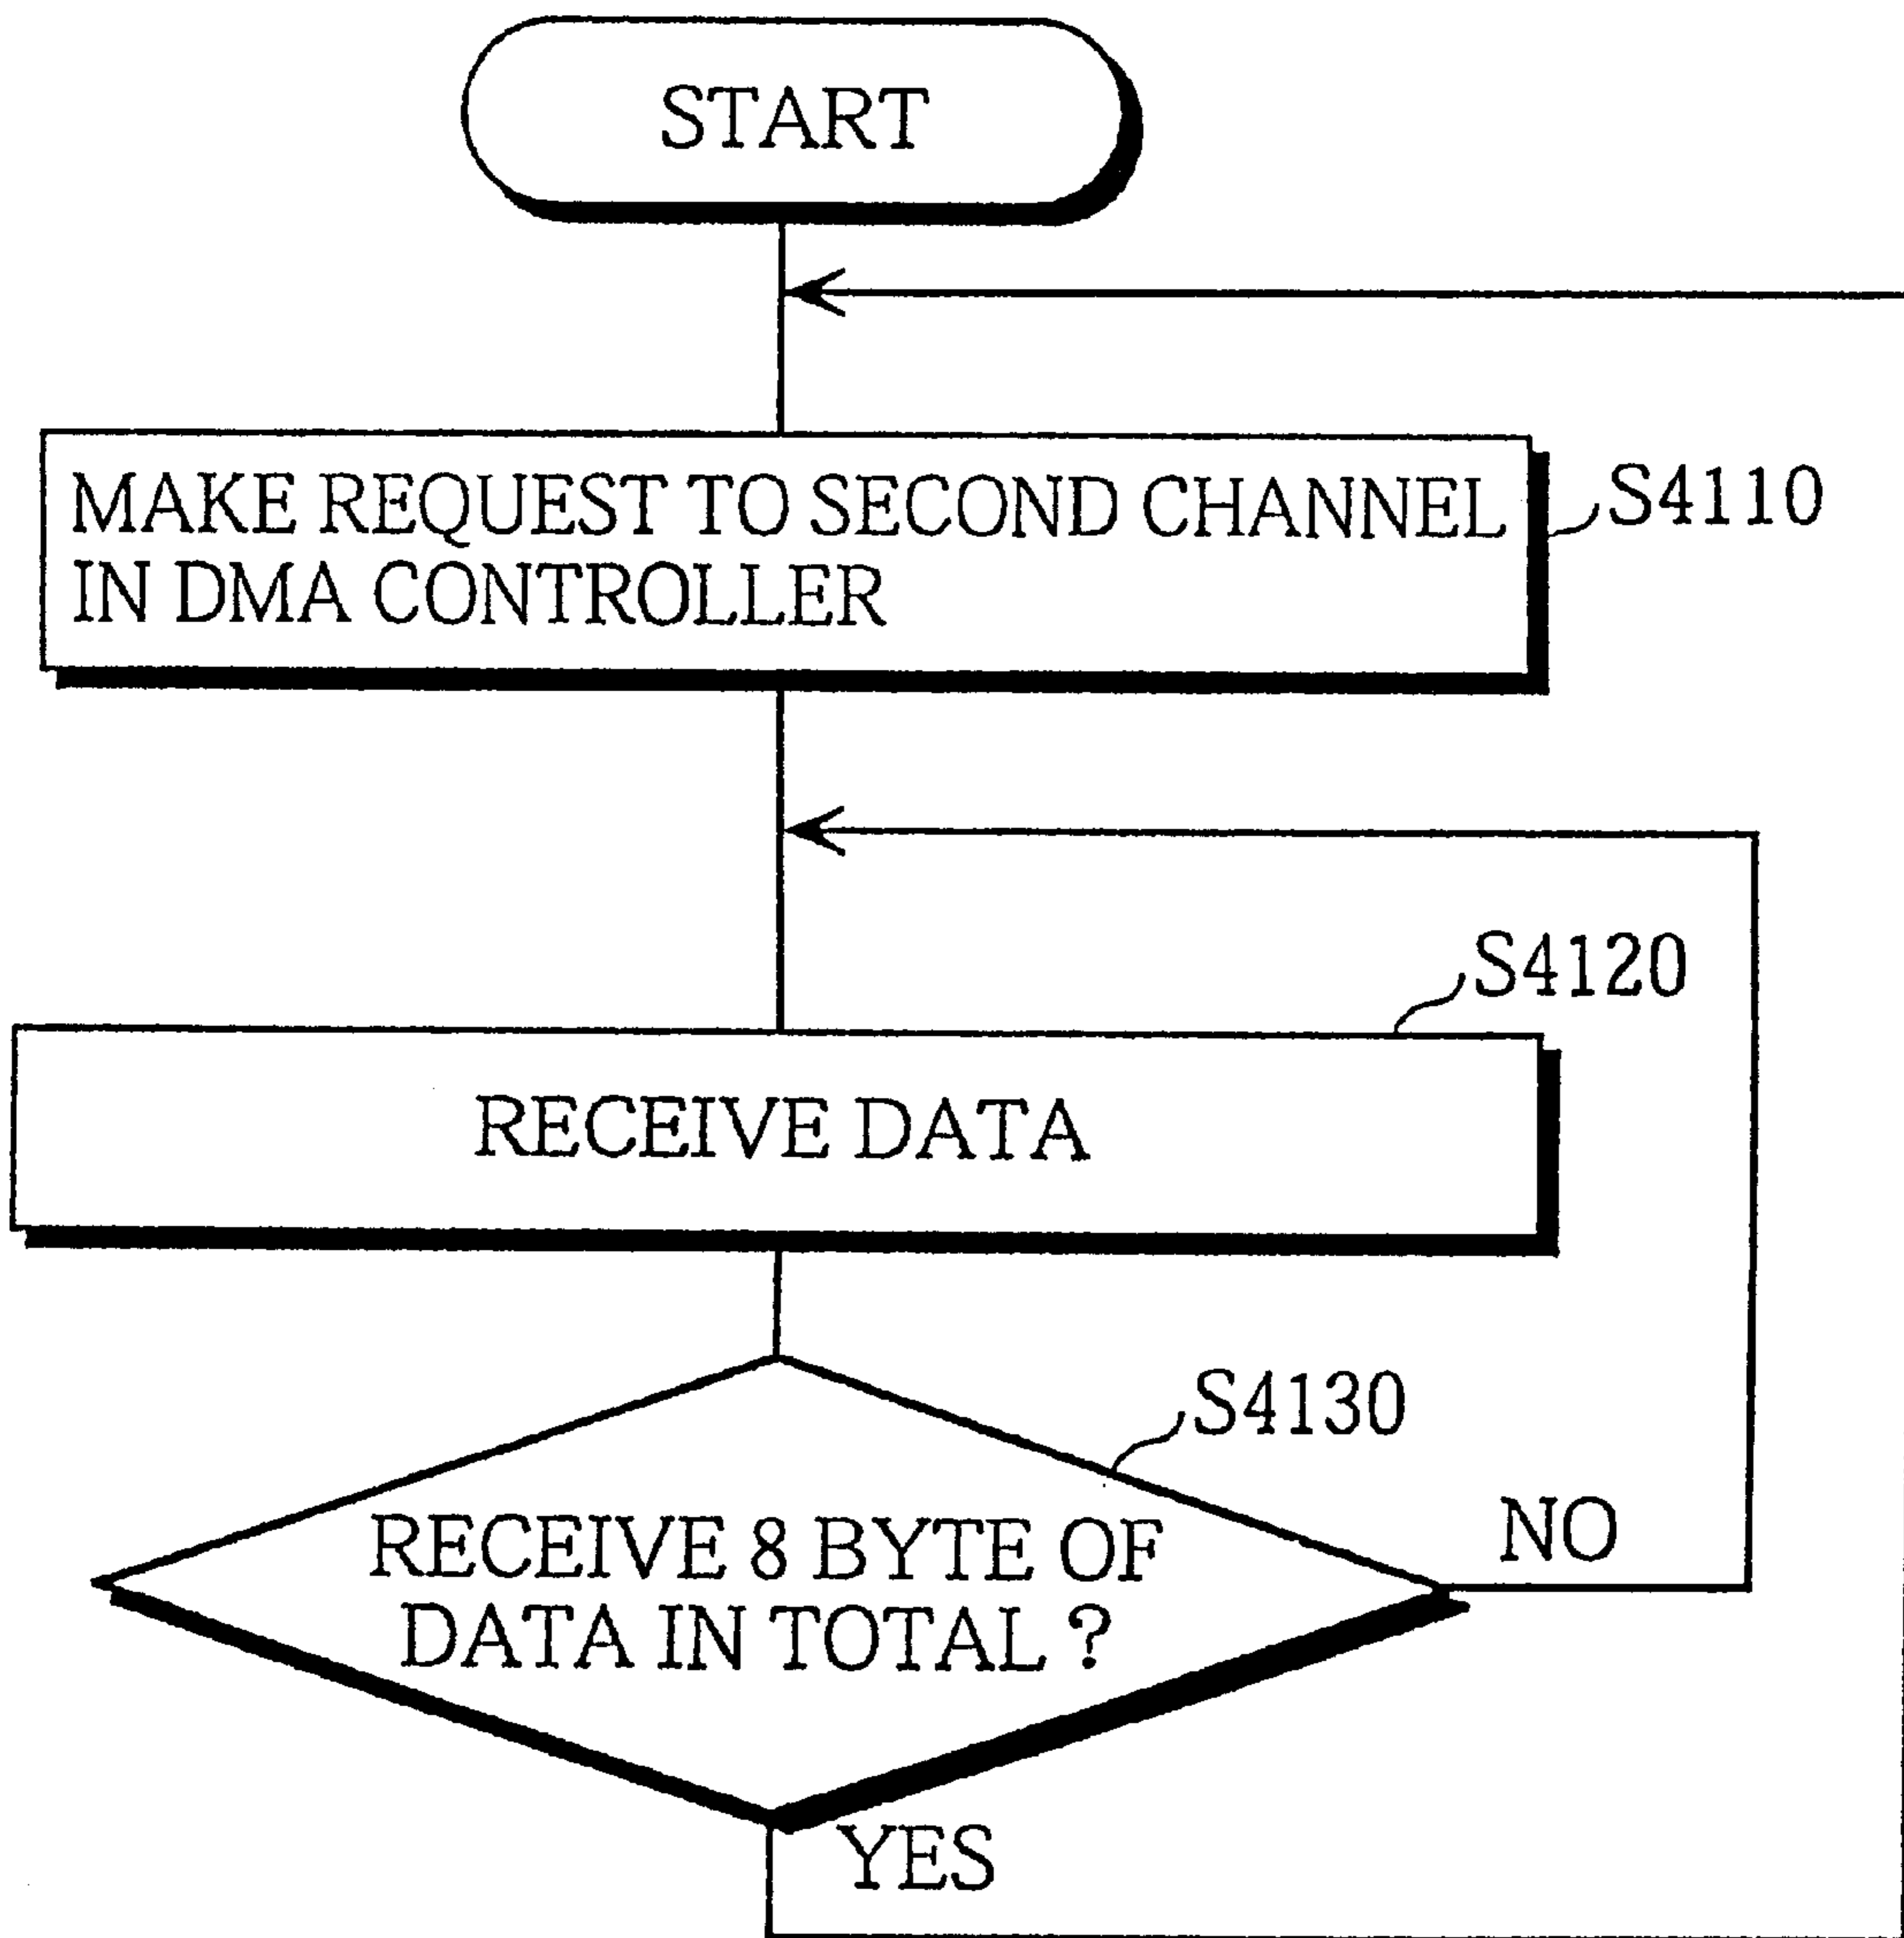 START
MAKE REQUEST TO SECOND CHANNEL
IN DMA CONTROLLER
S4110
S4120
RECEIVE DATA
S4130
RECEIVE 8 BYTE OF
DATA IN TOTAL ?
NO
YES